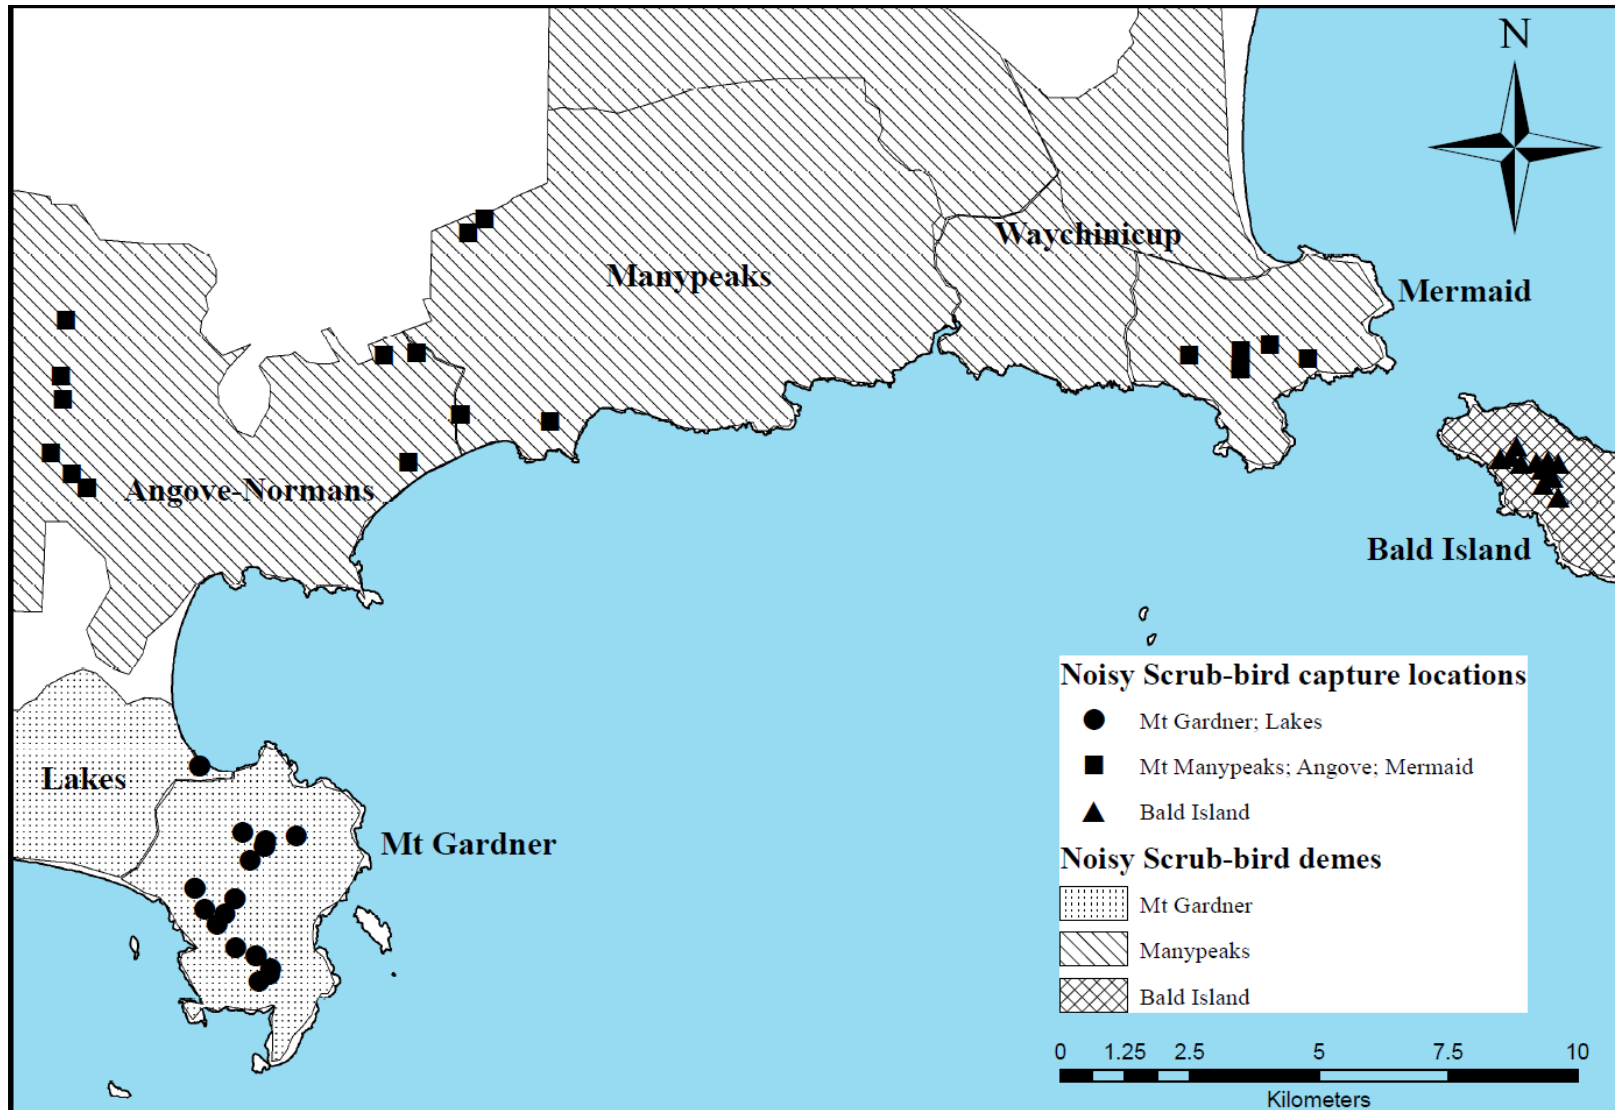 N
Waychinicup
Manypeaks
Mermaid
Angove-Normans
Bald Island
Lakes
Mt Gardner
Noisy Scrub-bird capture locations
Mt Gardner; Lakes
Mt Manypeaks; Angove; Mermaid
Bald Island
Noisy Scrub-bird demes
Mt Gardner
Manypeaks
Bald Island
0 1.25 2.5 5 7.5 10
Kilometers